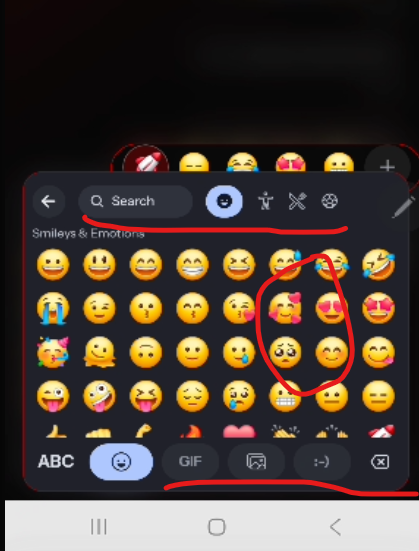 Search
Smileys & Emotions
ABC
GIF
:-)